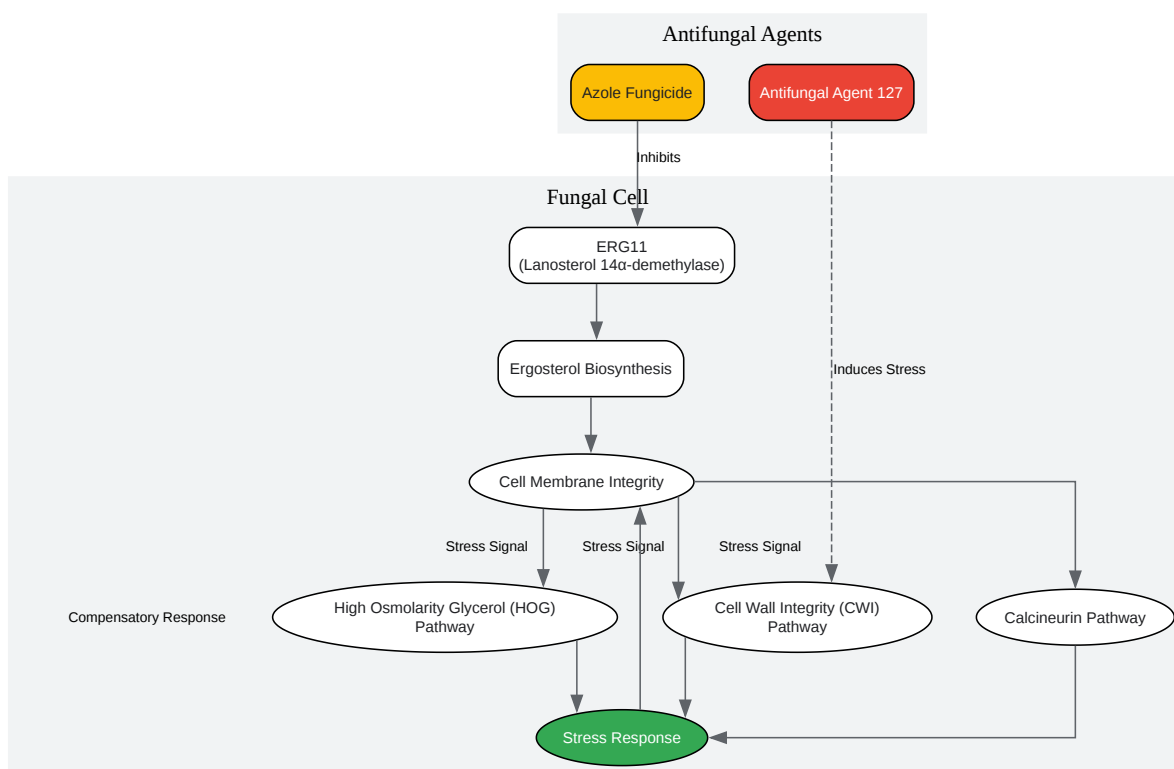 Antifungal Agents
Azole Fungicide
Antifungal Agent 127
Inhibits
Fungal Cell
ERG11
(Lanosterol 14α-demethylase)
Ergosterol Biosynthesis
Induces Stress
Cell Membrane Integrity
Stress Signal
Stress Signal
Stress Signal
Compensatory Response
High Osmolarity Glycerol (HOG)
Pathway
Cell Wall Integrity (CWI)
Pathway
Calcineurin Pathway
Stress Response